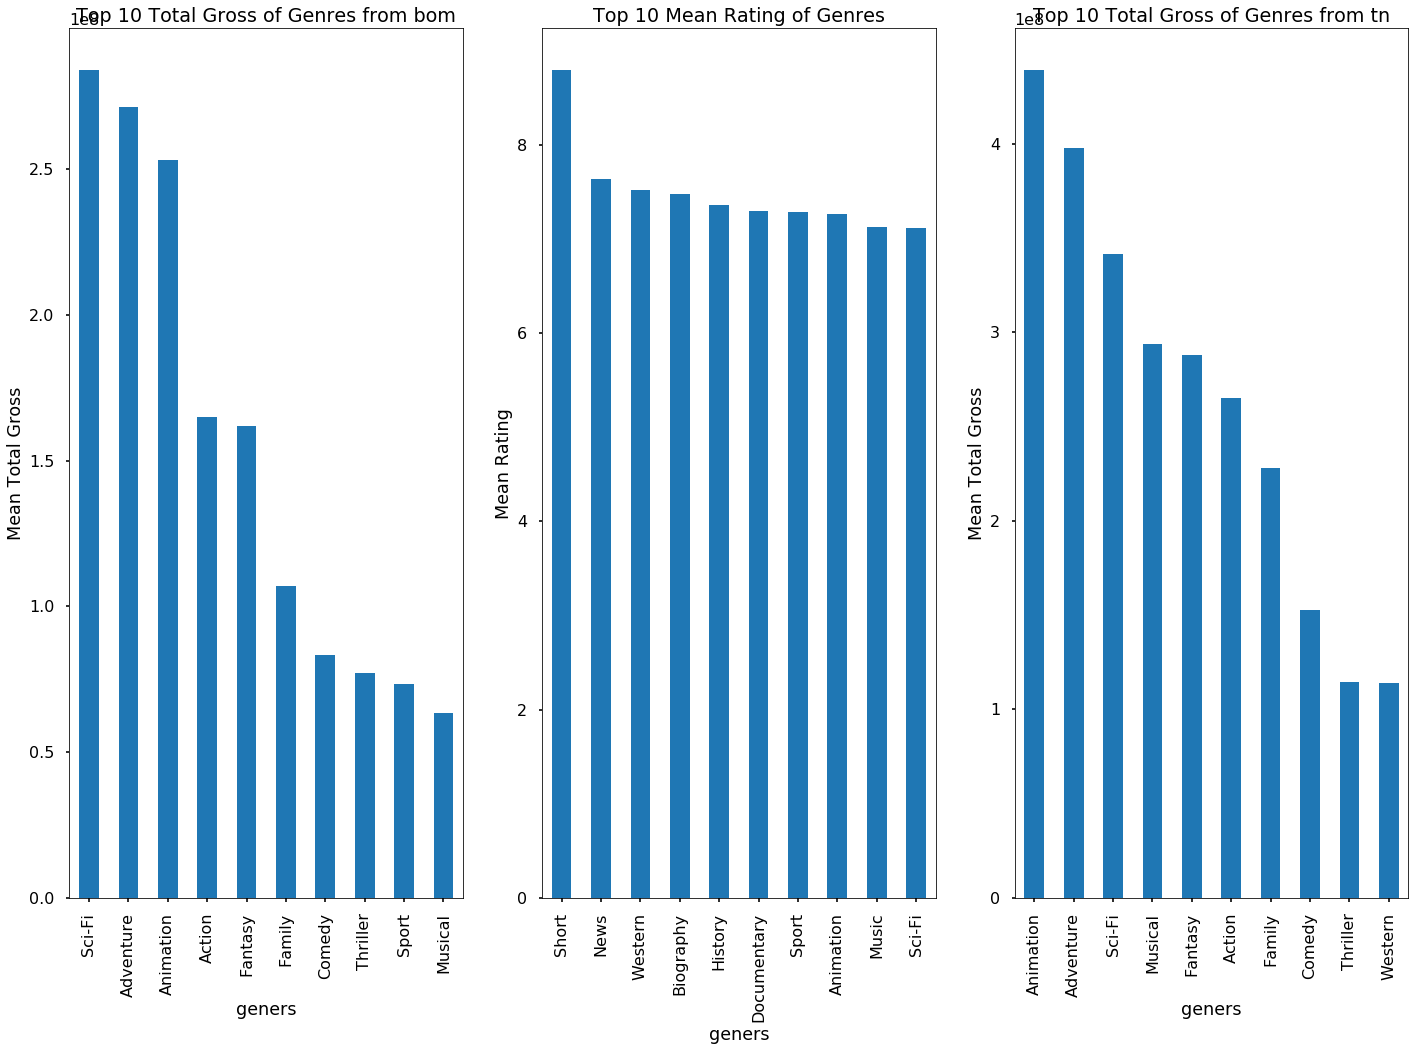 Top 10 Total Gross of Genres from bom
1e8
2.5
2.0
1.5
1.0
0.5
0.0
Mean Total Gross
Sci-Fi
Adventure
Animation
Action
Fantasy
Family
Comedy
Thriller
Sport
Musical
geners
Top 10 Mean Rating of Genres
8
6
4
2
0
Mean Rating
Short
News
Western
Biography
History
Documentary
Sport
Animation
Music
Sci-Fi
geners
Top 10 Total Gross of Genres from tn
1e8
4
3
2
1
0
Mean Total Gross
Animation
Adventure
Sci-Fi
Musical
Fantasy
Action
Family
Comedy
Thriller
Western
geners